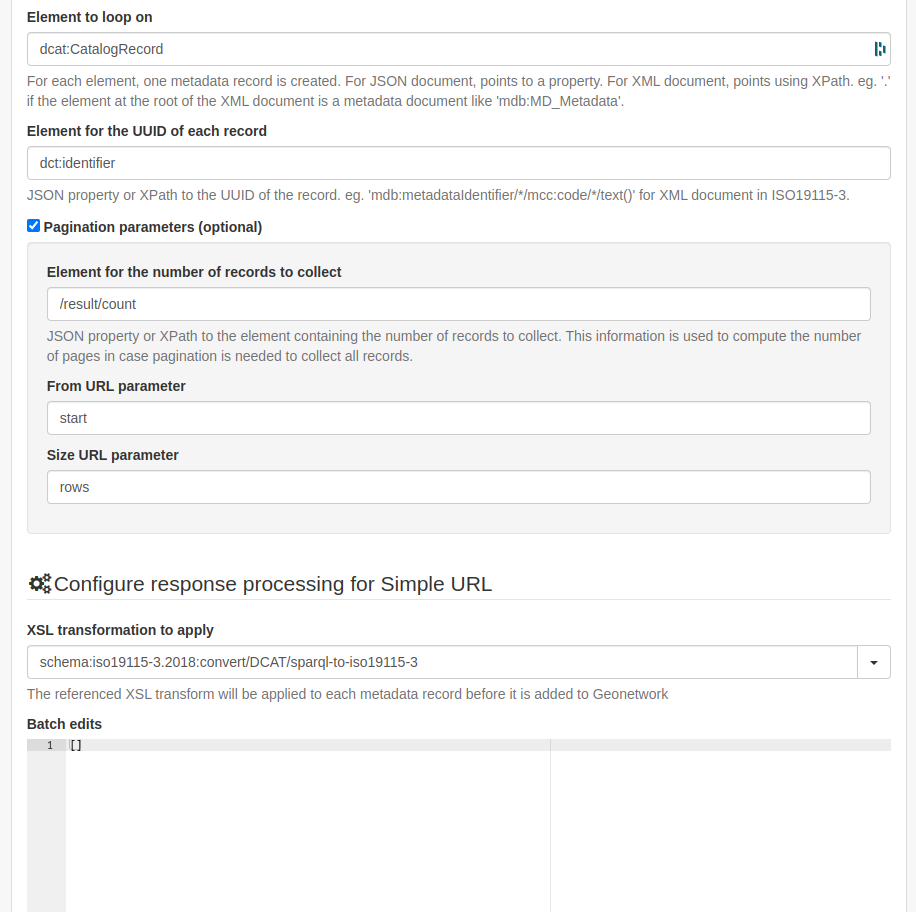 Element to loop on
dcat:CatalogRecord
For each element, one metadata record is created. For JSON document, points to a property. For XML document, points using XPath. eg. '.'
if the element at the root of the XML document is a metadata document like 'mdb:MD_Metadata'.
Element for the UUID of each record
dct:identifier
JSON property or XPath to the UUID of the record. eg. 'mdb:metadataIdentifier/*/mcc:code/*/text()' for XML document in ISO19115-3.
Pagination parameters (optional)
Element for the number of records to collect
/result/count
JSON property or XPath to the element containing the number of records to collect. This information is used to compute the number
of pages in case pagination is needed to collect all records.
From URL parameter
start
Size URL parameter
rows
Configure response processing for Simple URL
XSL transformation to apply
schema:iso19115-3.2018:convert/DCAT/sparql-to-iso19115-3
The referenced XSL transform will be applied to each metadata record before it is added to Geonetwork
Batch edits
1 []